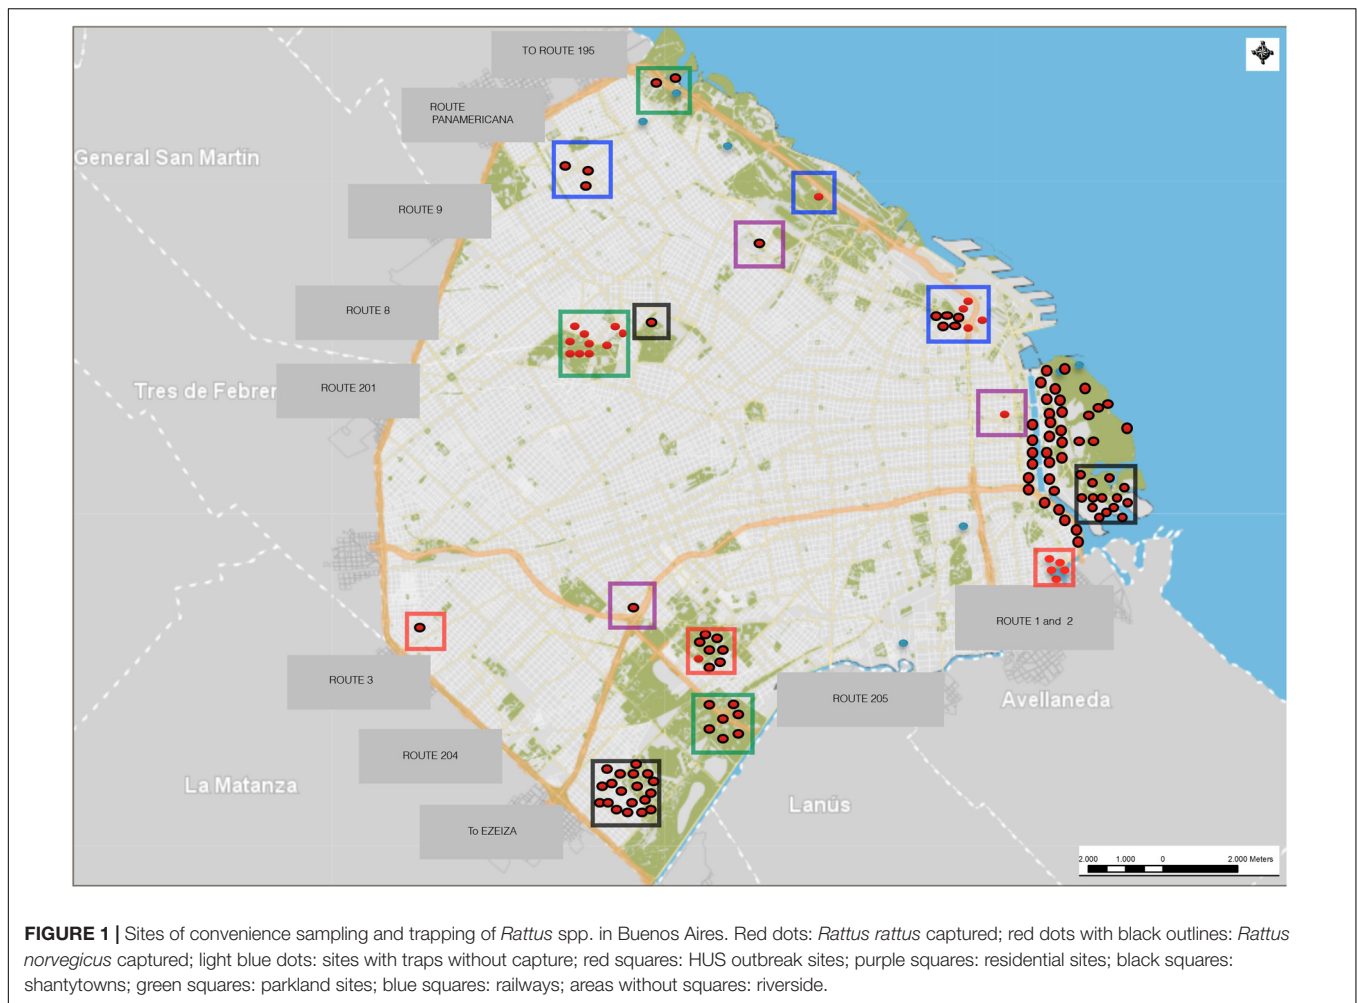 TO ROUTE 195
ROUTE
PANAMERICANA
General San Martin
ROUTE 9
ROUTE 8
ROUTE 201
Tres de Febrer
ROUTE 1 and 2
ROUTE 3
ROUTE 205
Avellaneda
ROUTE 204
La Matanza
Lanús
To EZEIZA
2.000 1.000 0 2.000 Meters
FIGURE 1 | Sites of convenience sampling and trapping of Rattus spp. in Buenos Aires. Red dots: Rattus rattus captured; red dots with black outlines: Rattus
norvegicus captured; light blue dots: sites with traps without capture; red squares: HUS outbreak sites; purple squares: residential sites; black squares:
shantytowns; green squares: parkland sites; blue squares: railways; areas without squares: riverside.